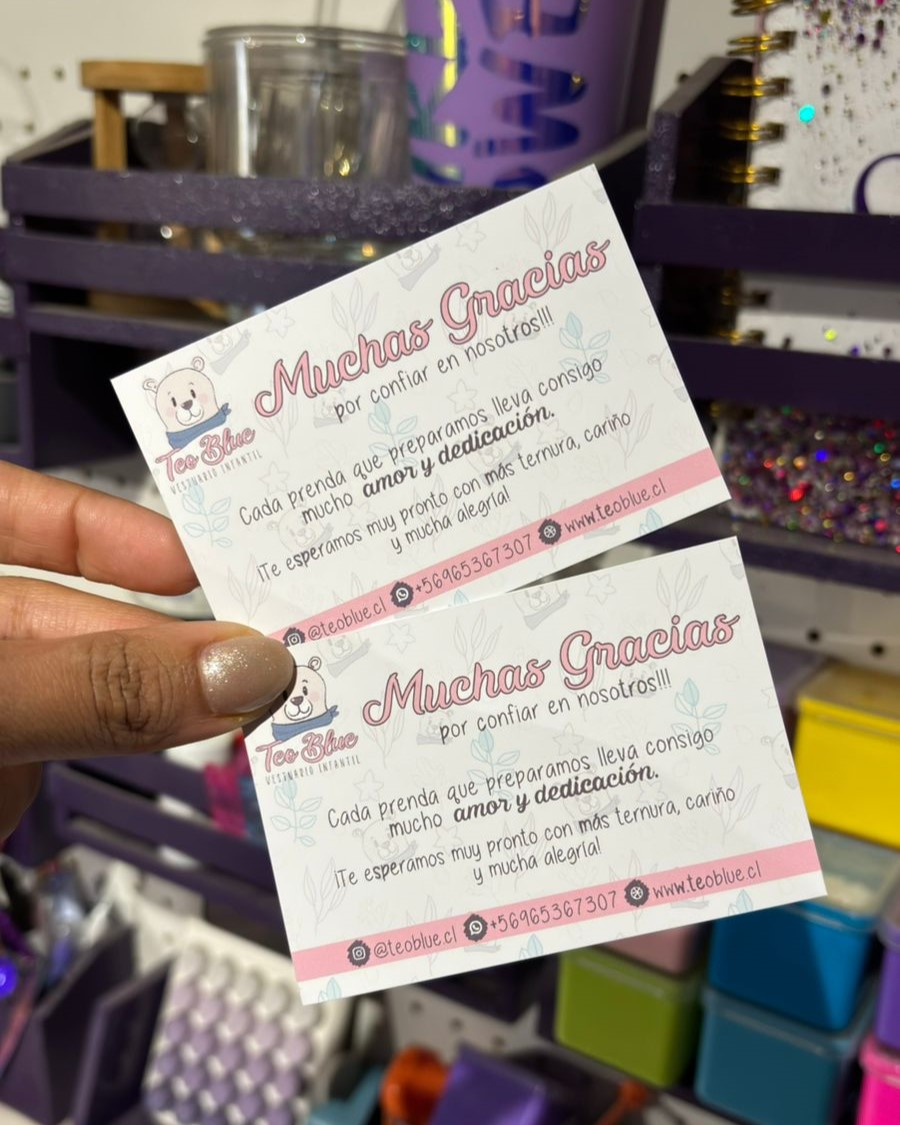 Muchas Gracias
por confiar en nosotros!!!
Teo Blue
VESTUARIO INFANTIL
Cada prenda que preparamos lleva consigo
mucho amor y dedicación.
¡Te esperamos muy pronto con más ternura, cariño
y mucha alegría!
@teoblue.cl +56965367307 www.teoblue.cl
Muchas Gracias
por confiar en nosotros!!!
Teo Blue
VESTUARIO INFANTIL
Cada prenda que preparamos lleva consigo
mucho amor y dedicación.
¡Te esperamos muy pronto con más ternura, cariño
y mucha alegría!
@teoblue.cl +56965367307 www.teoblue.cl